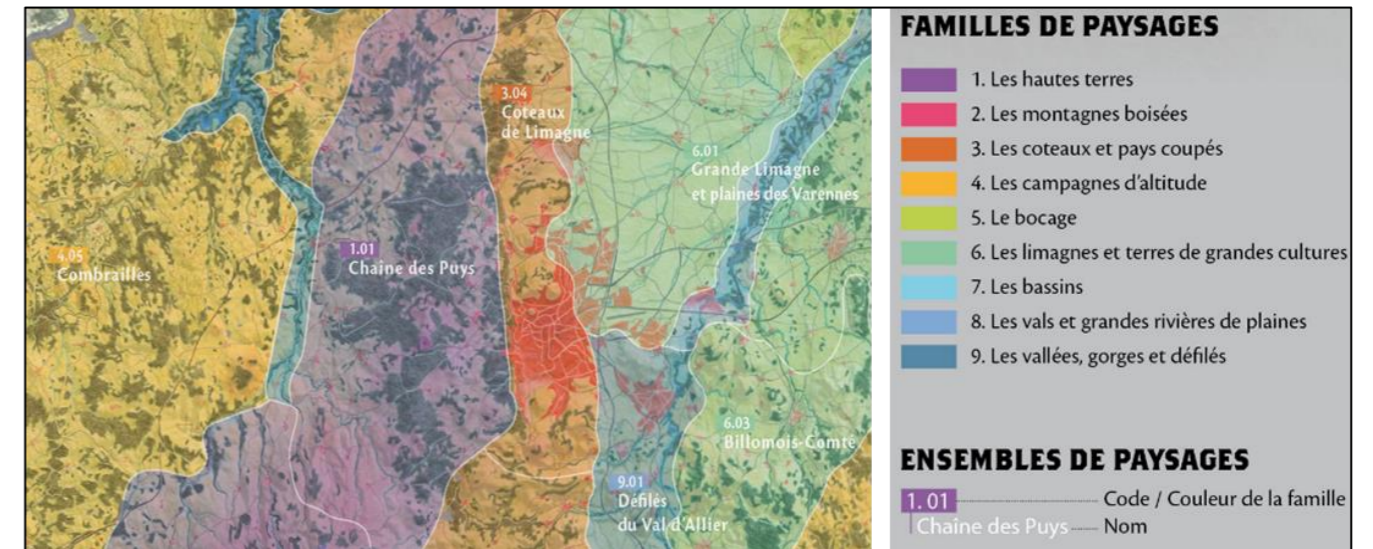 3.04
Coteaux
de Limagne
6.01
Grande Limagne
et plaines des Varennes
4.05
Combrailles
1.01
Chaîne des Puys
6.03
Billomois-Comté
9.01
Défilés
du Val d'Allier
FAMILLES DE PAYSAGES
1. Les hautes terres
2. Les montagnes boisées
3. Les coteaux et pays coupés
4. Les campagnes d'altitude
5. Le bocage
6. Les limagnes et terres de grandes cultures
7. Les bassins
8. Les vals et grandes rivières de plaines
9. Les vallées, gorges et défilés
ENSEMBLES DE PAYSAGES
1. 01 Code / Couleur de la famille
Chaîne des Puys Nom